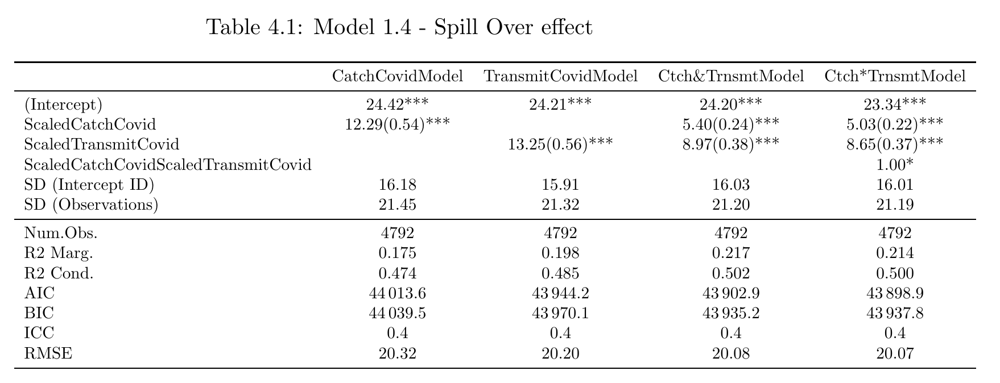 Table 4.1: Model 1.4 - Spill Over effect
CatchCovidModel TransmitCovidModel Ctch&TrnsmtModel Ctch*TrnsmtModel
(Intercept) 24.42*** 24.21*** 24.20*** 23.34***
ScaledCatchCovid 12.29(0.54)*** 5.40(0.24)*** 5.03(0.22)***
ScaledTransmitCovid 13.25(0.56)*** 8.97(0.38)*** 8.65(0.37)***
ScaledCatchCovidScaledTransmitCovid 1.00*
SD (Intercept ID) 16.18 15.91 16.03 16.01
SD (Observations) 21.45 21.32 21.20 21.19
Num.Obs. 4792 4792 4792 4792
R2 Marg. 0.175 0.198 0.217 0.214
R2 Cond. 0.474 0.485 0.502 0.500
AIC 44 013.6 43 944.2 43 902.9 43 898.9
BIC 44 039.5 43 970.1 43 935.2 43 937.8
ICC 0.4 0.4 0.4 0.4
RMSE 20.32 20.20 20.08 20.07